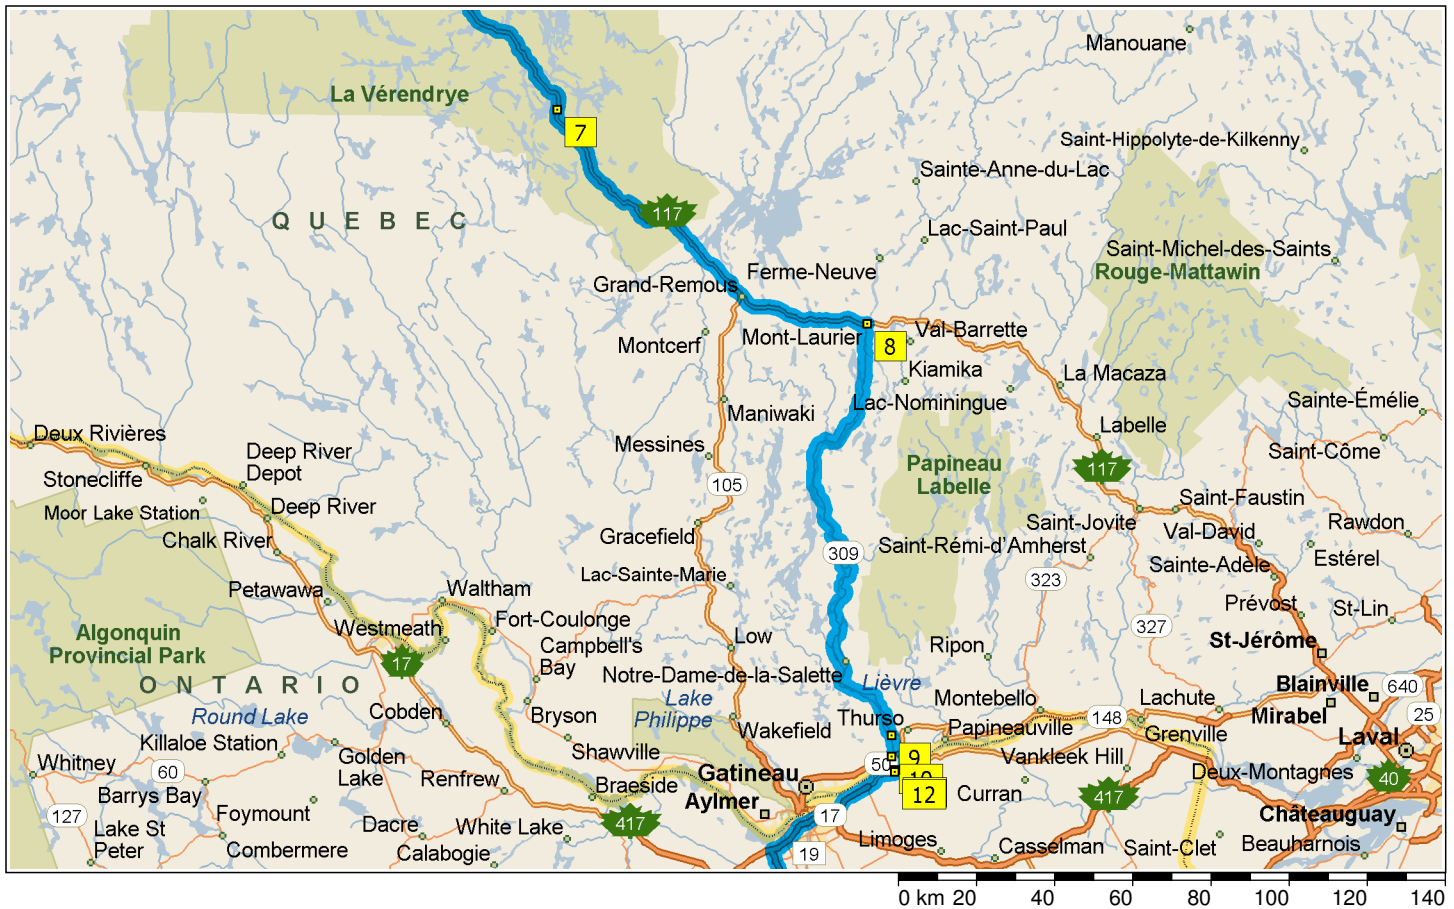 Manouane
La Vérendrye
7
Saint-Hippolyte-de-Kilkenny
Sainte-Anne-du-Lac
117
QUEBEC
Lac-Saint-Paul
Saint-Michel-des-Saints
Rouge-Mattawin
Ferme-Neuve
Grand-Remous
Montcerf
Mont-Laurier
8
Val-Barrette
Kiamika
La Macaza
Lac-Nominingue
Maniwaki
Sainte-Émélie
Labelle
Deux Rivières
Messines
Saint-Côme
Deep River
Depot
Stonecliffe
Papineau
Labelle
117
105
Saint-Faustin
Moor Lake Station
Deep River
Saint-Jovite
Val-David
Rawdon
Chalk River
Gracefield
309
Saint-Rémi-d'Amherst
Estérel
Sainte-Adèle
Lac-Sainte-Marie
323
Petawawa
Waltham
Prévost
St-Lin
Westmeath
Fort-Coulonge
327
Algonquin
Provincial Park
Campbell's
Bay
Low
Ripon
St-Jérôme
17
ONTARIO
Notre-Dame-de-la-Salette
Lièvre
Blainville
640
Round Lake
Cobden
Bryson
Lake
Philippe
Montebello
Lachute
Mirabel
25
Thurso
148
Killaloe Station
Wakefield
Papineauville
Grenville
Laval
Golden
Lake
Shawville
Vankleek Hill
Whitney
60
50
9
10
12
Gatineau
Deux-Montagnes
40
Renfrew
Braeside
Barrys Bay
Aylmer
Curran
417
Foymount
127
417
17
Châteauguay
Lake St
Peter
Dacre
White Lake
Limoges
Combermere
Calabogie
19
Casselman
Saint-Clet
Beauharnois
0 km 20 40 60 80 100 120 140